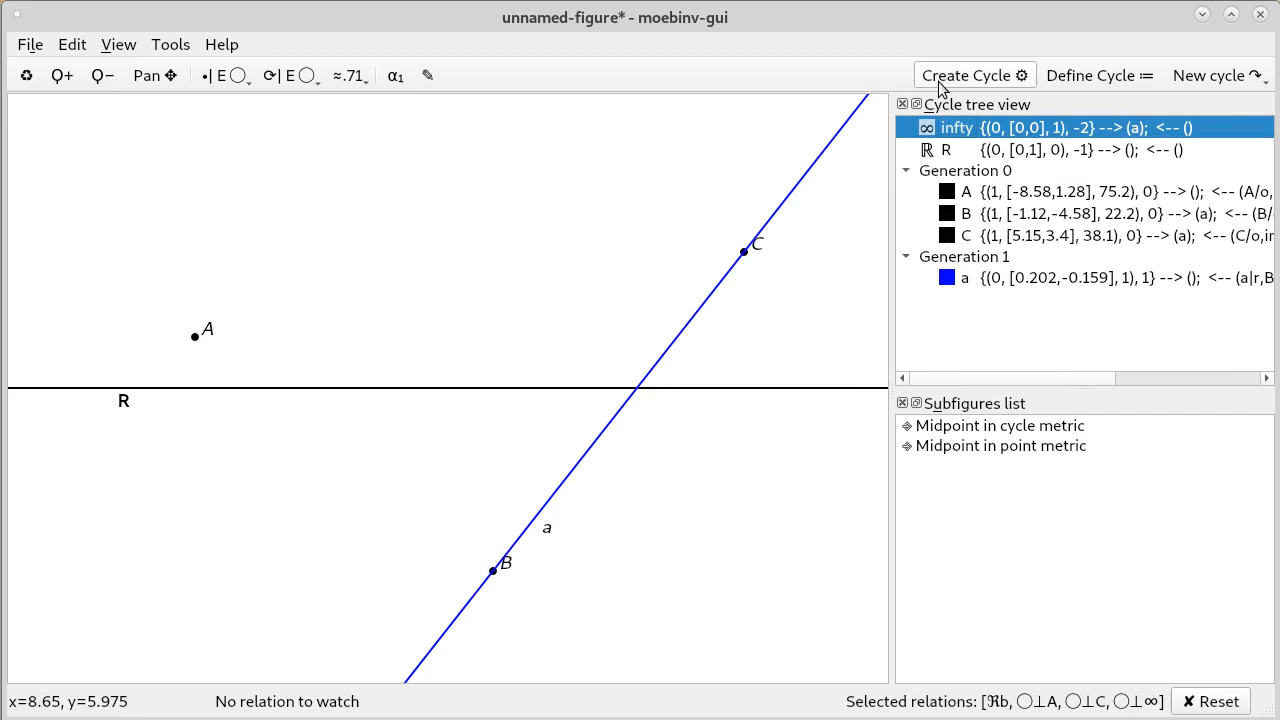 unnamed-figure* - moebinv-gui
File Edit View Tools Help
Pan E E ≈.71 α₁ Create Cycle Define Cycle New cycle
Cycle tree view
∞ infty {(0, [0,0], 1), -2} --> (a); <-- ()
ℝ R {(0, [0,1], 0), -1} --> (); <-- ()
Generation 0
A {(1, [-8.58,1.28], 75.2), 0} --> (); <-- (A/o,
B {(1, [-1.12,-4.58], 22.2), 0} --> (a); <-- (B/
C {(1, [5.15,3.4], 38.1), 0} --> (a); <-- (C/o,in
Generation 1
a {(0, [0.202,-0.159], 1), 1} --> (); <-- (a|r,B
C
A
R
a
B
Subfigures list
Midpoint in cycle metric
Midpoint in point metric
x=8.65, y=5.975 No relation to watch Selected relations: [ℜb, ◯⊥A, ◯⊥C, ◯⊥∞] ✘ Reset